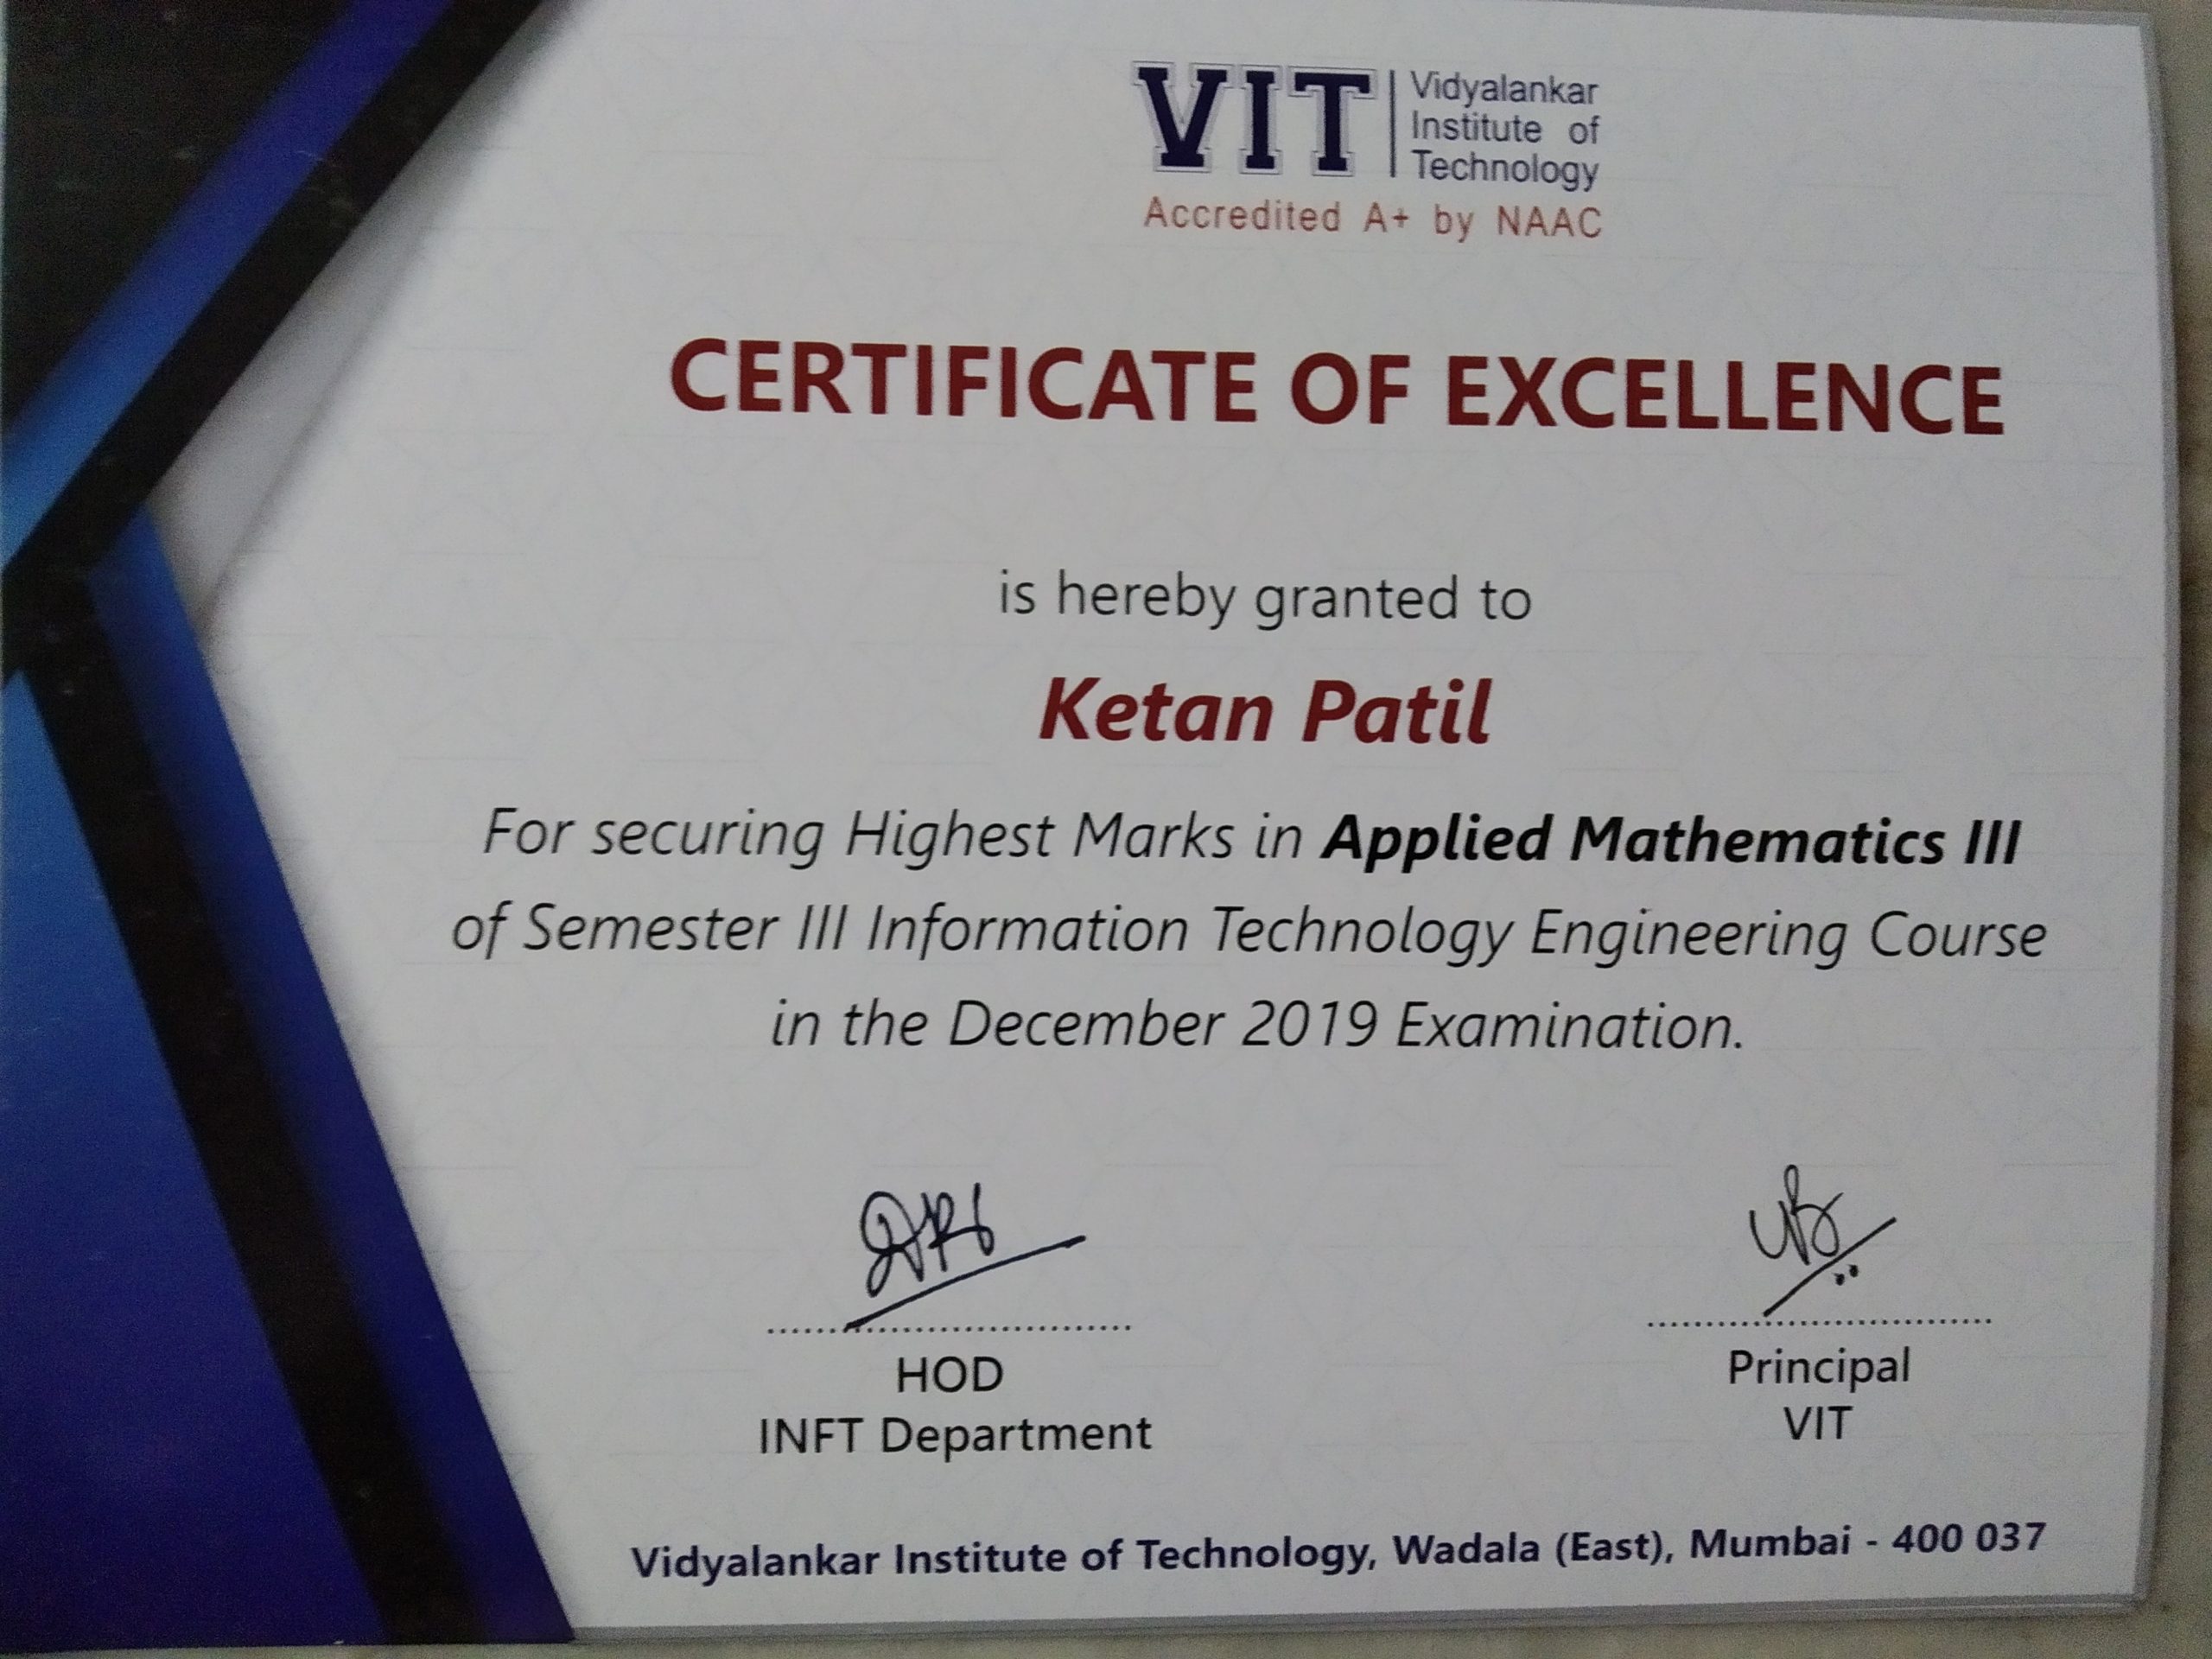 VIT
Vidyalankar
Institute of
Technology
Accredited A+ by NAAC
CERTIFICATE OF EXCELLENCE
is hereby granted to
Ketan Patil
For securing Highest Marks in Applied Mathematics III
of Semester III Information Technology Engineering Course
in the December 2019 Examination.
HOD
INFT Department
Principal
VIT
Vidyalankar Institute of Technology, Wadala (East), Mumbai - 400 037